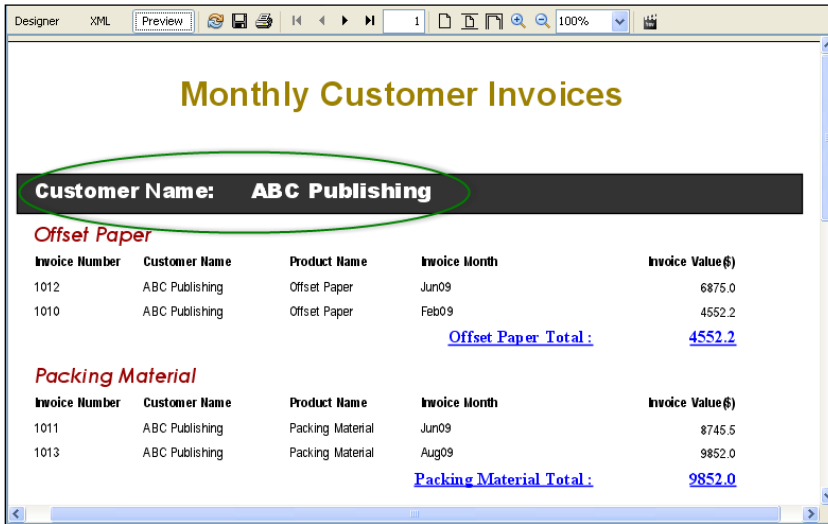 Designer XML Preview 1 100%
Monthly Customer Invoices
Customer Name: ABC Publishing
Offset Paper
Invoice Number Customer Name Product Name Invoice Month Invoice Value($)
1012 ABC Publishing Offset Paper Jun09 6875.0
1010 ABC Publishing Offset Paper Feb09 4552.2
Offset Paper Total : 4552.2
Packing Material
Invoice Number Customer Name Product Name Invoice Month Invoice Value($)
1011 ABC Publishing Packing Material Jun09 8745.5
1013 ABC Publishing Packing Material Aug09 9852.0
Packing Material Total : 9852.0